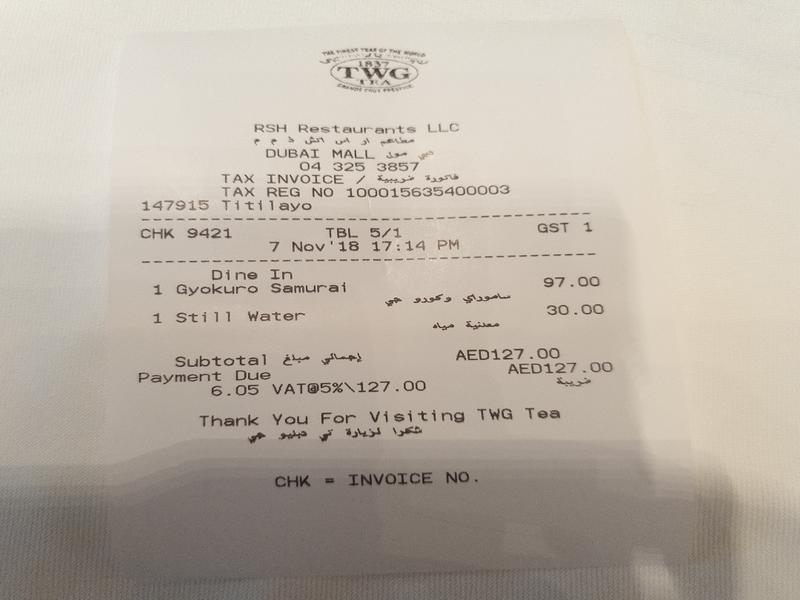 THE FINEST TEAS OF THE WORLD
1837
TWG
TEA
GRANDS CRUS PRESTIGE
RSH Restaurants LLC
مطاعم ار اس اتش ذ م م
DUBAI MALL دبي مول
04 325 3857
TAX INVOICE / فاتورة ضريبية
TAX REG NO 100015635400003
147915 Titilayo
CHK 9421 TBL 5/1 GST 1
7 Nov'18 17:14 PM
Dine In
1 Gyokuro Samurai 97.00
ساموراي وكورو جي
1 Still Water 30.00
معدنية مياه
Subtotal إجمالي مبلغ AED127.00
Payment Due AED127.00
6.05 VAT@5%\127.00 ضريبة
Thank You For Visiting TWG Tea
شكرا لزيارة تي دبليو جي
CHK = INVOICE NO.